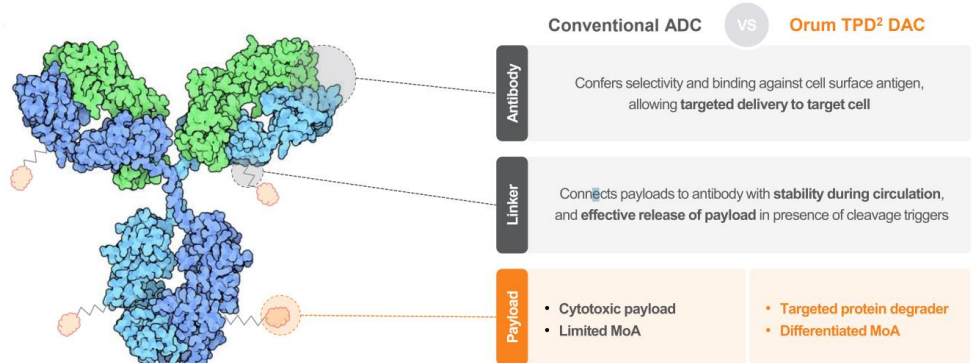 Conventional ADC VS Orum TPD² DAC
Antibody
Confers selectivity and binding against cell surface antigen,
allowing targeted delivery to target cell
Linker
Connects payloads to antibody with stability during circulation,
and effective release of payload in presence of cleavage triggers
Payload
• Cytotoxic payload
• Limited MoA
• Targeted protein degrader
• Differentiated MoA